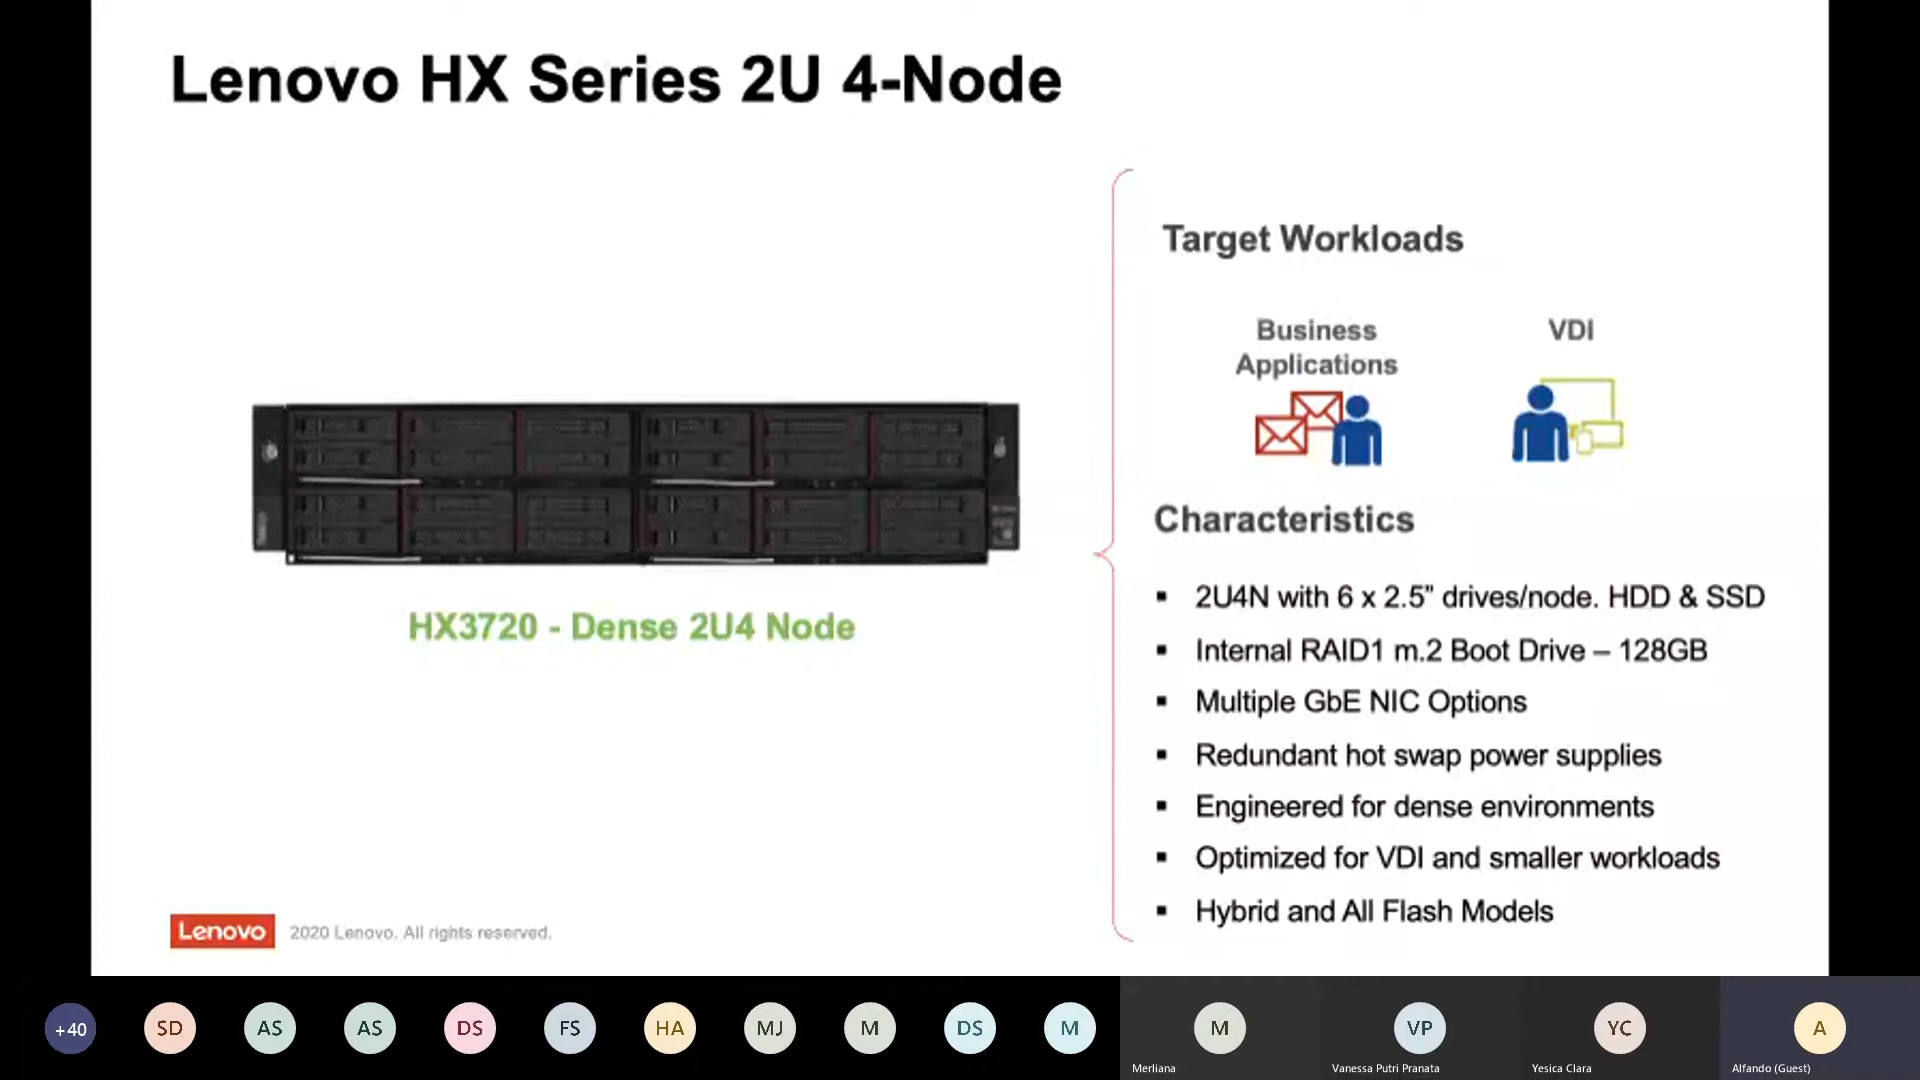 Lenovo HX Series 2U 4-Node
HX3720 - Dense 2U4 Node
Target Workloads
Business
Applications
VDI
Characteristics
▪ 2U4N with 6 x 2.5” drives/node. HDD & SSD
▪ Internal RAID1 m.2 Boot Drive – 128GB
▪ Multiple GbE NIC Options
▪ Redundant hot swap power supplies
▪ Engineered for dense environments
▪ Optimized for VDI and smaller workloads
▪ Hybrid and All Flash Models
Lenovo 2020 Lenovo. All rights reserved.
+40 SD AS AS DS FS HA MJ M DS M M VP YC A
Merliana Vanessa Putri Pranata Yesica Clara Alfando (Guest)